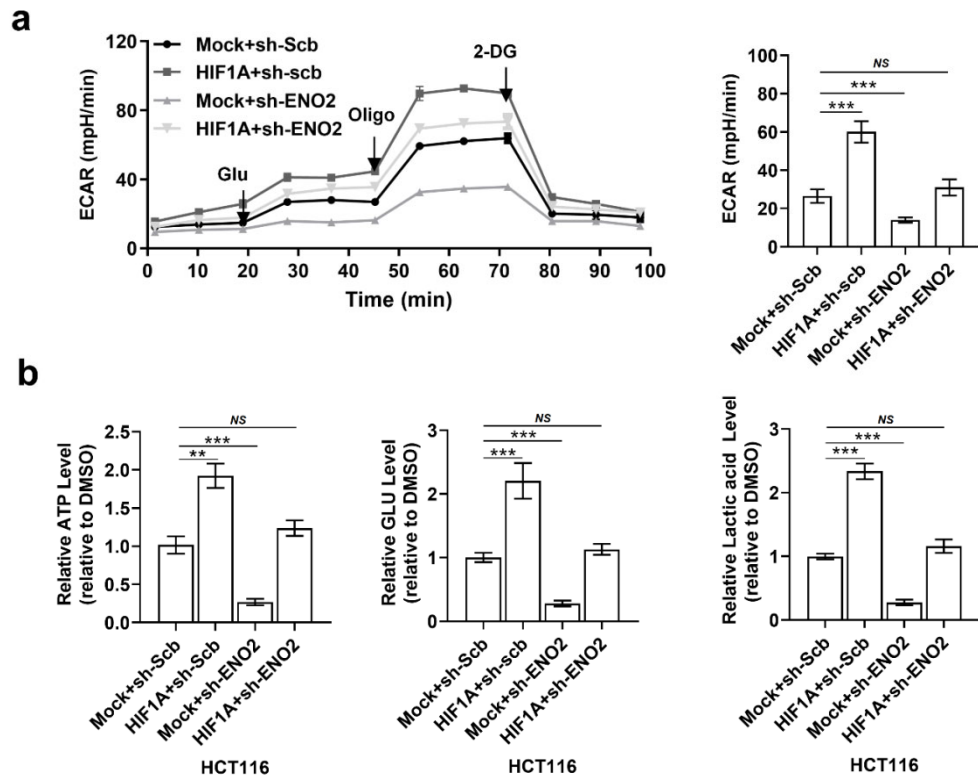 a
ECAR (mpH/min)
120
80
40
0
Mock+sh-Scb
HIF1A+sh-scb
Mock+sh-ENO2
HIF1A+sh-ENO2
Glu
Oligo
2-DG
0 10 20 30 40 50 60 70 80 90 100
Time (min)
ECAR (mpH/min)
100
80
60
40
20
0
NS
***
***
Mock+sh-Scb
HIF1A+sh-scb
Mock+sh-ENO2
HIF1A+sh-ENO2
b
Relative ATP Level
(relative to DMSO)
2.5
2.0
1.5
1.0
0.5
0.0
NS
***
**
Mock+sh-Scb
HIF1A+sh-Scb
Mock+sh-ENO2
HIF1A+sh-ENO2
HCT116
Relative GLU Level
(relative to DMSO)
3
2
1
0
NS
***
***
Mock+sh-Scb
HIF1A+sh-scb
Mock+sh-ENO2
HIF1A+sh-ENO2
HCT116
Relative Lactic acid Level
(relative to DMSO)
3
2
1
0
NS
***
***
Mock+sh-Scb
HIF1A+sh-Scb
Mock+sh-ENO2
HIF1A+sh-ENO2
HCT116